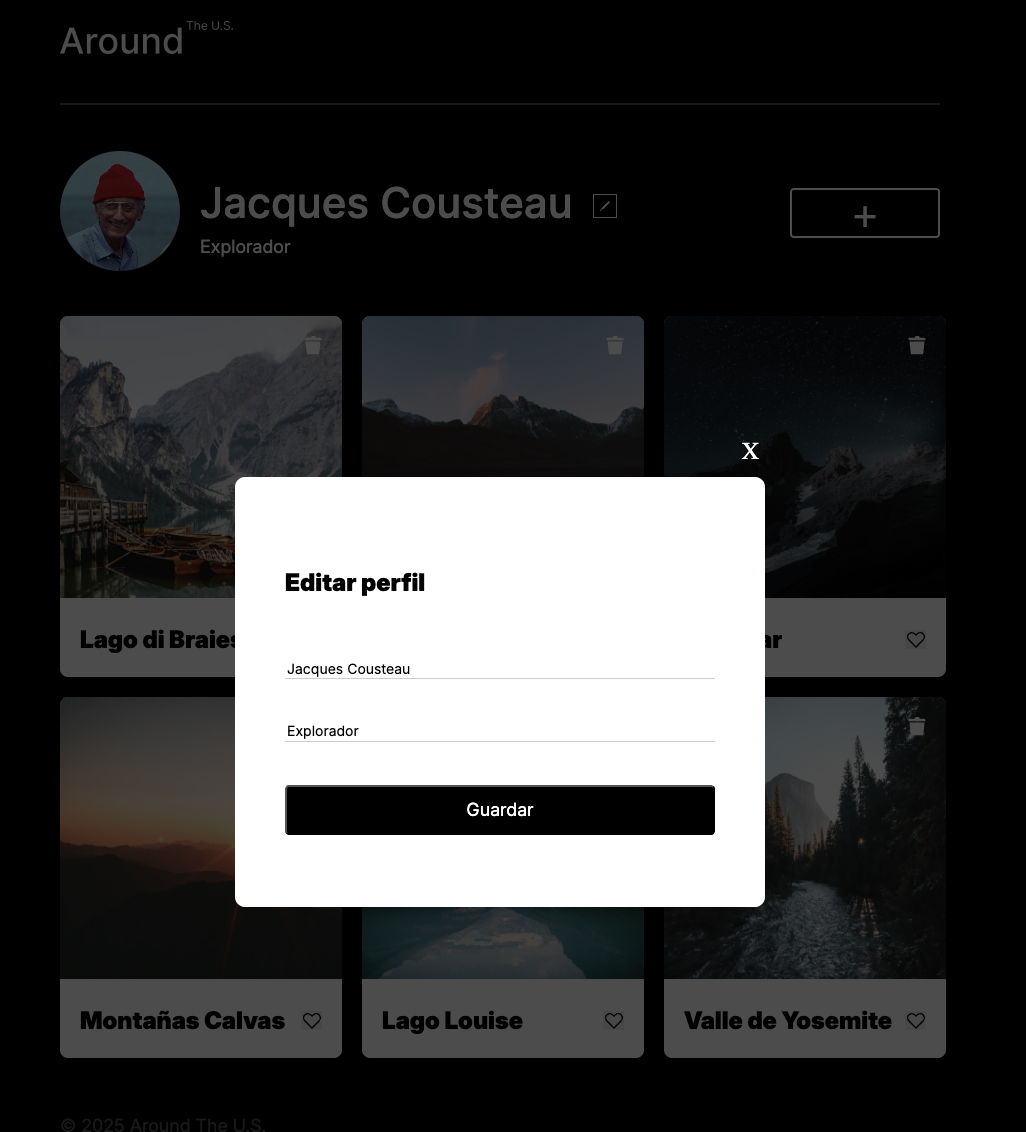 Around The U.S.
Jacques Cousteau
Explorador
+
X
Editar perfil
Lago di Braies
ar
Jacques Cousteau
Explorador
Guardar
Montañas Calvas
Lago Louise
Valle de Yosemite
© 2025 Around The U.S.